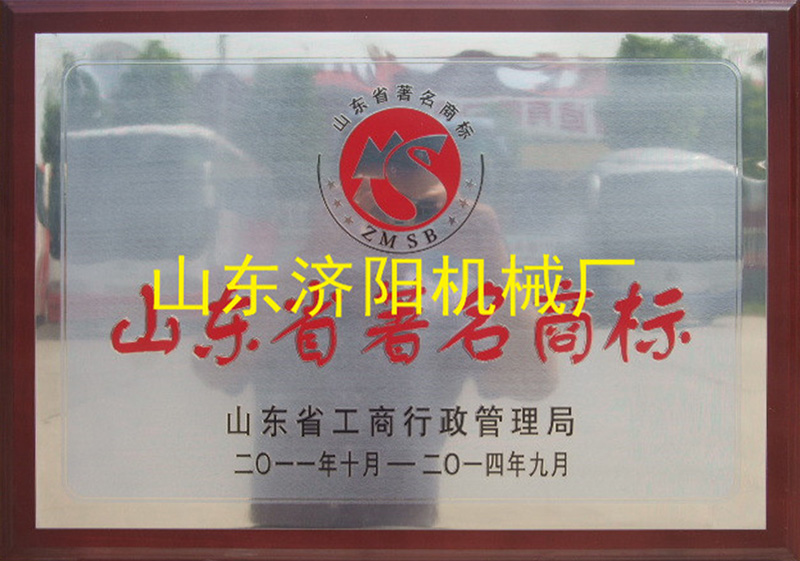 山东省著名商标
ZMSB
山东济阳机械厂
山东省著名商标
山东省工商行政管理局
二〇一一年十月—二〇一四年九月